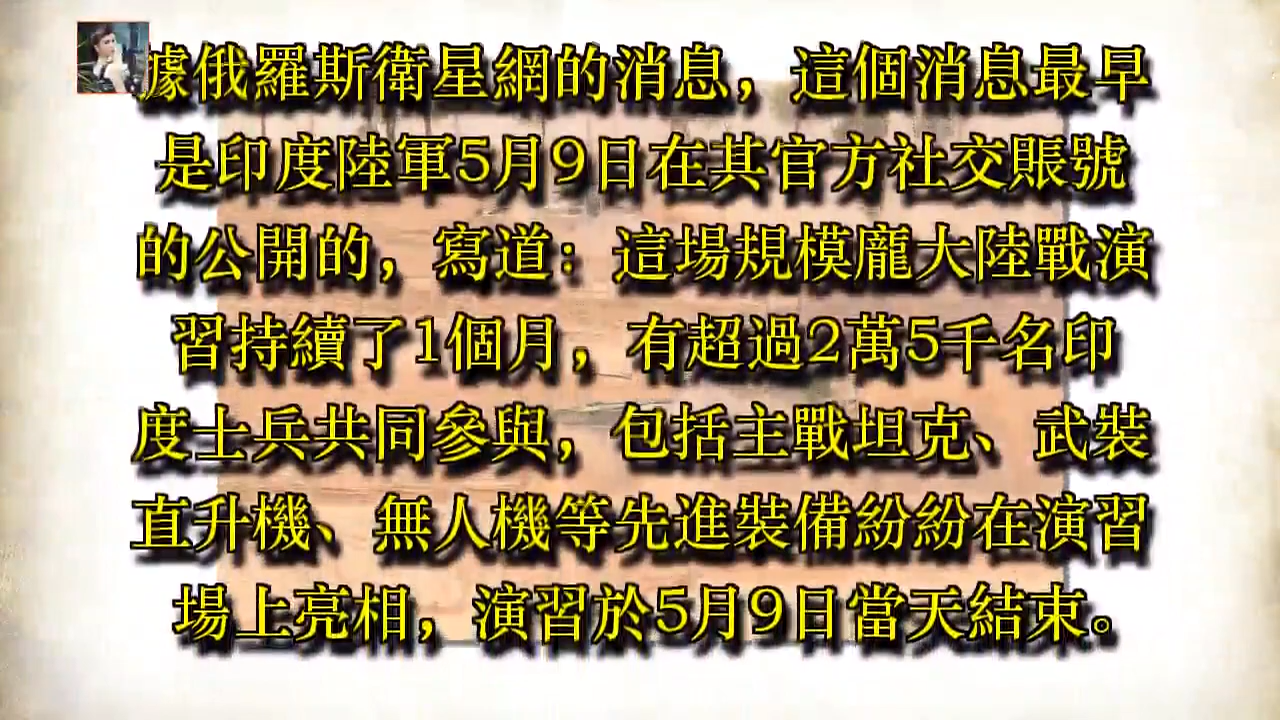 據俄羅斯衛星網的消息，這個消息最早
是印度陸軍5月9日在其官方社交賬號
的公開的，寫道：這場規模龐大陸戰演
習持續了1個月，有超過2萬5千名印
度士兵共同參與，包括主戰坦克、武裝
直升機、無人機等先進裝備紛紛在演習
場上亮相，演習於5月9日當天結束。